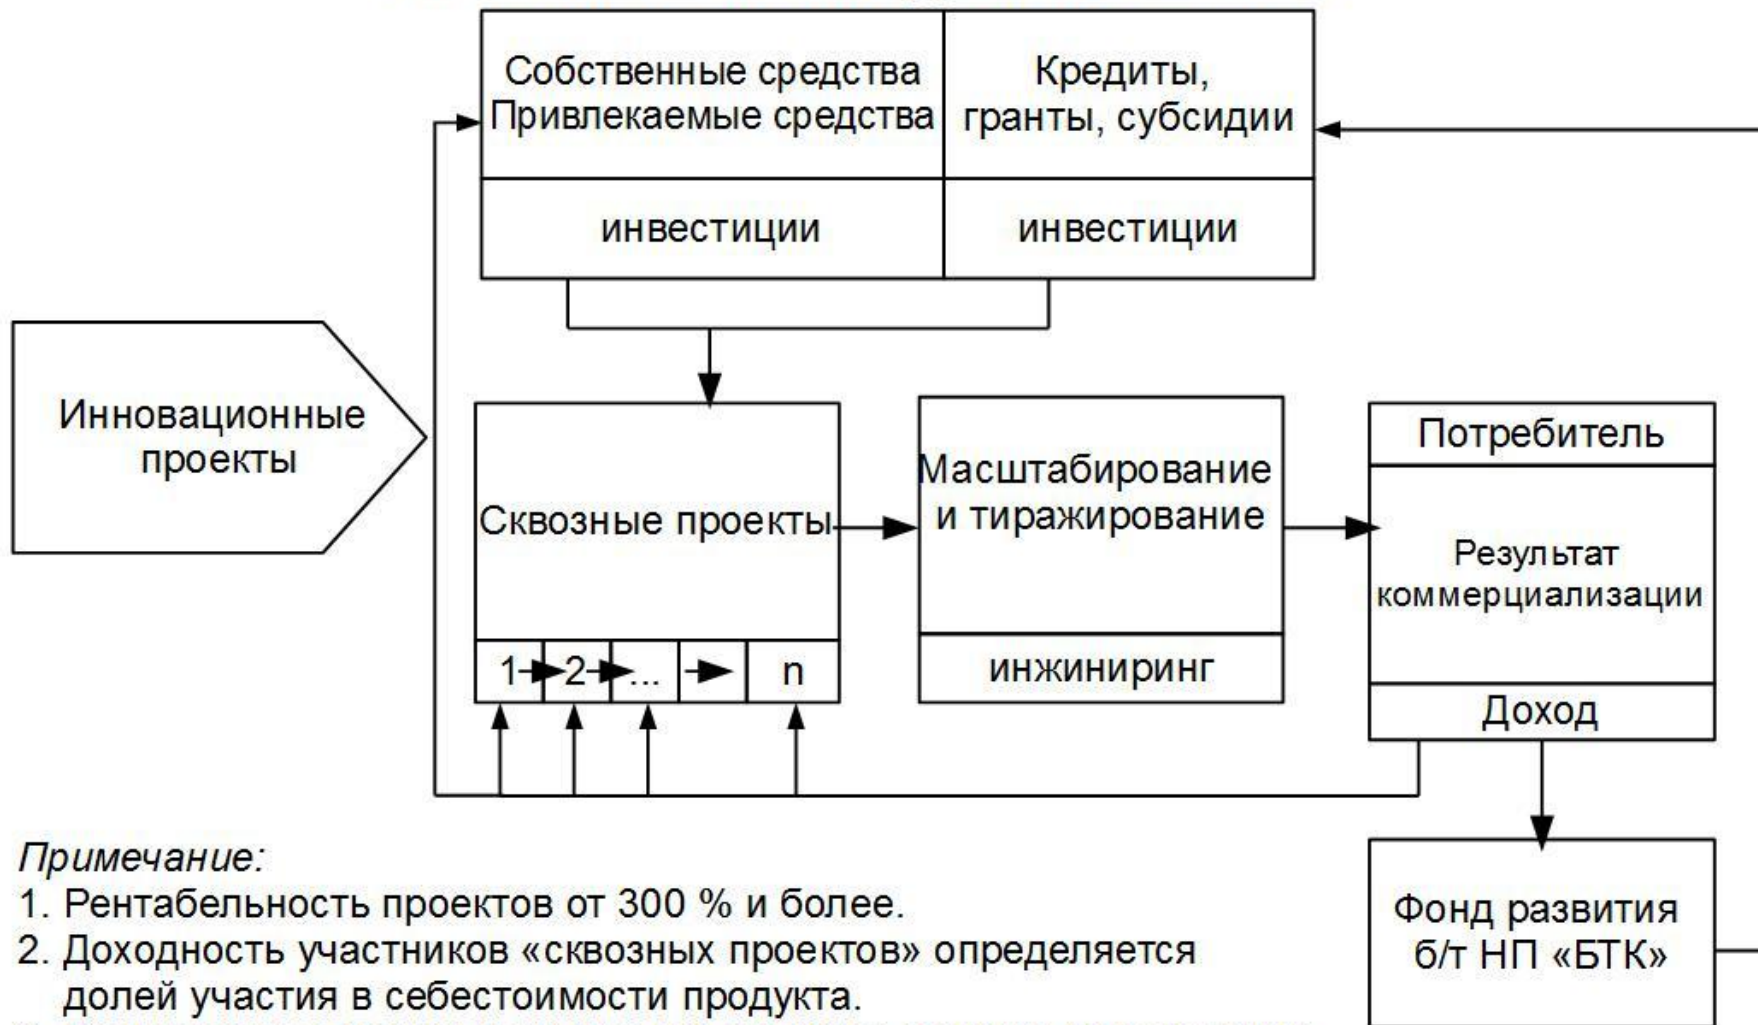 Собственные средства
Привлекаемые средства
Кредиты,
гранты, субсидии
инвестиции
инвестиции
Инновационные
проекты
Сквозные проекты
1 2 ... n
Масштабирование
и тиражирование
инжиниринг
Потребитель
Результат
коммерциализации
Доход
Фонд развития
б/т НП «БТК»
Примечание:
1. Рентабельность проектов от 300 % и более.
2. Доходность участников «сквозных проектов» определяется
долей участия в себестоимости продукта.